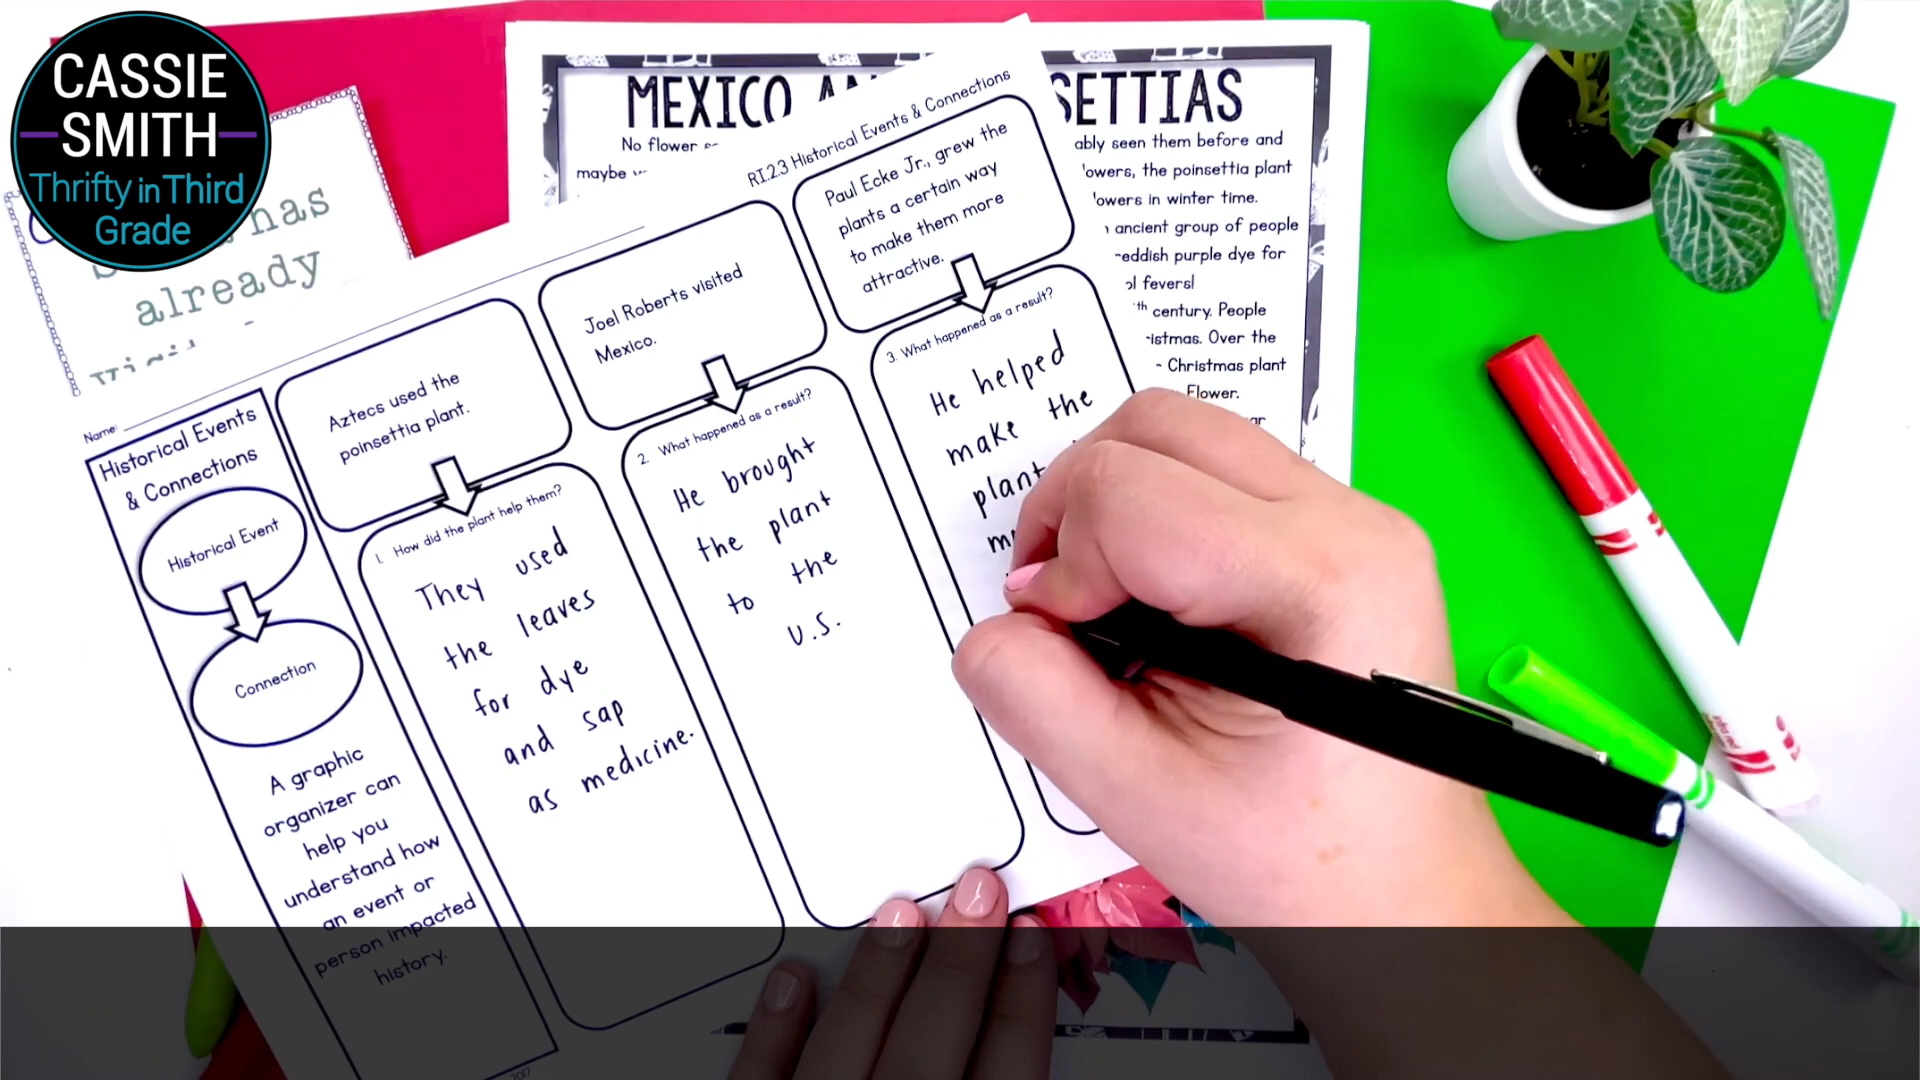 CASSIE
SMITH
Thrifty in Third
Grade
already
MEXICO
SETTIAS
No flower
maybe
ably seen them before and
owers, the poinsettia plant
owers in winter time.
ancient group of people
eddish purple dye for
ol fevers!
th century. People
istmas. Over the
Christmas plant
Flower.
RI.2.3 Historical Events & Connections
Name:
Historical Events
& Connections
Historical Event
Connection
A graphic
organizer can
help you
understand how
an event or
person impacted
history.
Aztecs used the
poinsettia plant.
1. How did the plant help them?
They used
the leaves
for dye
and sap
as medicine.
Joel Roberts visited
Mexico.
2. What happened as a result?
He brought
the plant
to the
U.S.
Paul Ecke Jr., grew the
plants a certain way
to make them more
attractive.
3. What happened as a result?
He helped
make the
plant
2017